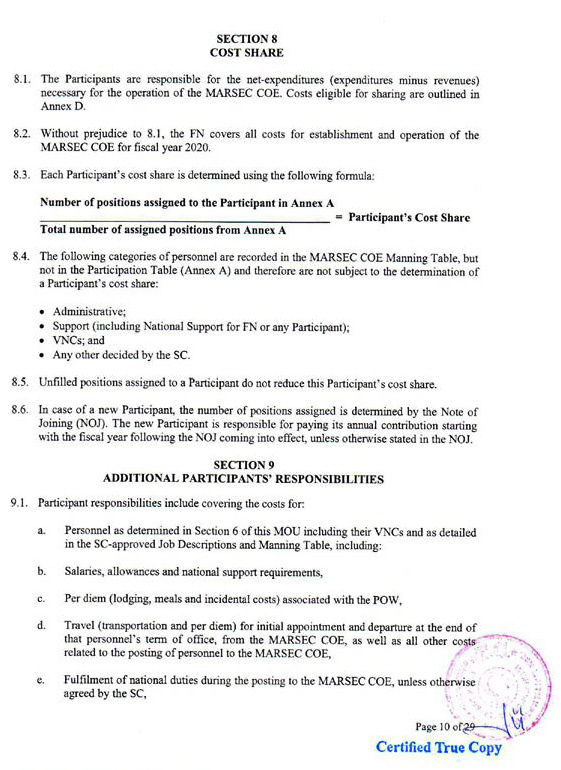 SECTION 8
COST SHARE
8.1. The Participants are responsible for the net-expenditures (expenditures minus revenues)
necessary for the operation of the MARSEC COE. Costs eligible for sharing are outlined in
Annex D.
8.2. Without prejudice to 8.1, the FN covers all costs for establishment and operation of the
MARSEC COE for fiscal year 2020.
8.3. Each Participant's cost share is determined using the following formula:
Number of positions assigned to the Participant in Annex A
= Participant's Cost Share
Total number of assigned positions from Annex A
8.4. The following categories of personnel are recorded in the MARSEC COE Manning Table, but
not in the Participation Table (Annex A) and therefore are not subject to the determination of
a Participant's cost share:
• Administrative;
• Support (including National Support for FN or any Participant);
• VNCs; and
• Any other decided by the SC.
8.5. Unfilled positions assigned to a Participant do not reduce this Participant's cost share.
8.6. In case of a new Participant, the number of positions assigned is determined by the Note of
Joining (NOJ). The new Participant is responsible for paying its annual contribution starting
with the fiscal year following the NOJ coming into effect, unless otherwise stated in the NOJ.
SECTION 9
ADDITIONAL PARTICIPANTS' RESPONSIBILITIES
9.1. Participant responsibilities include covering the costs for:
a. Personnel as determined in Section 6 of this MOU including their VNCs and as detailed
in the SC-approved Job Descriptions and Manning Table, including:
b. Salaries, allowances and national support requirements,
c. Per diem (lodging, meals and incidental costs) associated with the POW,
d. Travel (transportation and per diem) for initial appointment and departure at the end of
that personnel's term of office, from the MARSEC COE, as well as all other costs
related to the posting of personnel to the MARSEC COE,
e. Fulfilment of national duties during the posting to the MARSEC COE, unless otherwise
agreed by the SC,
Page 10 of 29
Certified True Copy